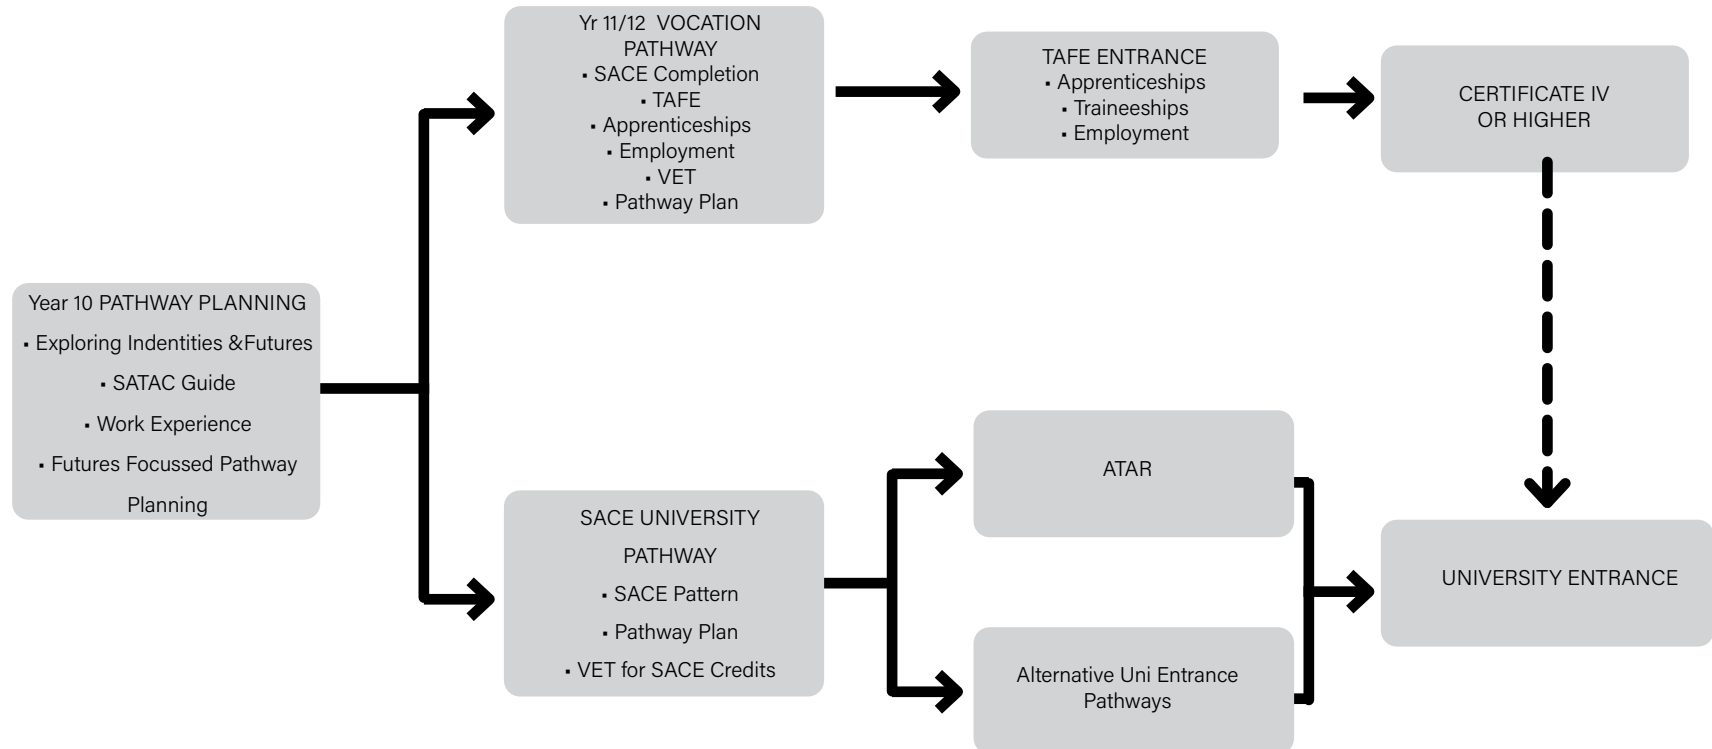 Year 10 PATHWAY PLANNING
▪ Exploring Indentities &Futures
▪ SATAC Guide
▪ Work Experience
▪ Futures Focussed Pathway
Planning
Yr 11/12  VOCATION
PATHWAY
▪ SACE Completion
▪ TAFE
▪ Apprenticeships
▪ Employment
▪ VET
▪ Pathway Plan
TAFE ENTRANCE
▪ Apprenticeships
▪ Traineeships
▪ Employment
CERTIFICATE IV
OR HIGHER
SACE UNIVERSITY
PATHWAY
▪ SACE Pattern
▪ Pathway Plan
▪ VET for SACE Credits
ATAR
Alternative Uni Entrance
Pathways
UNIVERSITY ENTRANCE